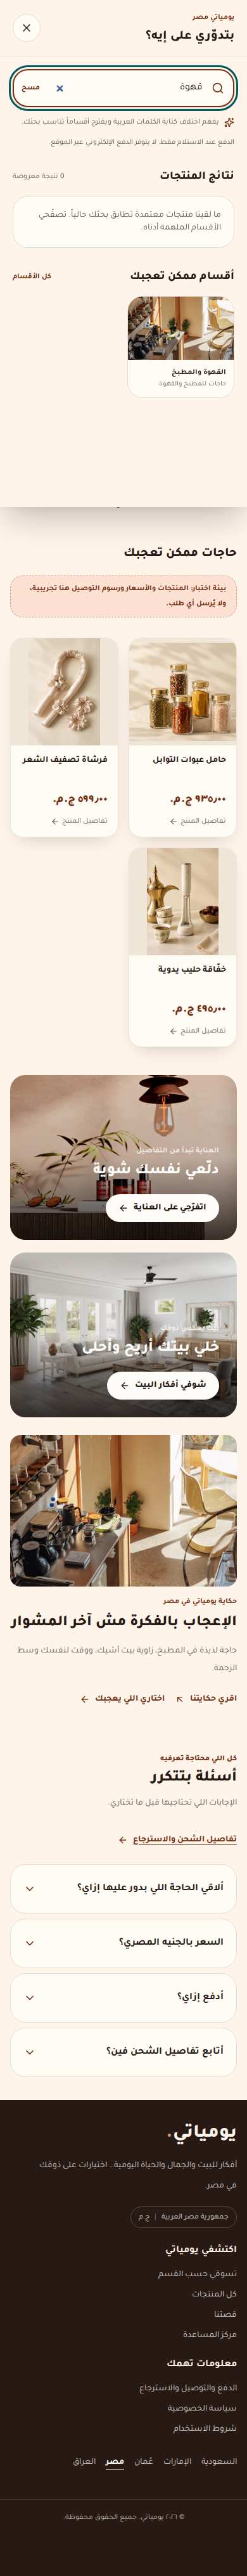 يومياتي مصر
بتدوّري على إيه؟
قهوة
مسح
يفهم اختلاف كتابة الكلمات العربية ويقترح أقساماً تناسب بحثك.
الدفع عند الاستلام فقط. لا يتوفر الدفع الإلكتروني عبر الموقع.
نتائج المنتجات
0 نتيجة معروضة
ما لقينا منتجات معتمدة تطابق بحثك حالياً. تصفّحي
الأقسام الملهمة أدناه.
أقسام ممكن تعجبك
كل الأقسام
القهوة والمطبخ
حاجات للمطبخ والقهوة
حاجات ممكن تعجبك
بيئة اختبار: المنتجات والأسعار ورسوم التوصيل هنا تجريبية،
ولا يُرسل أي طلب.
حامل عبوات التوابل
٩٣٥٫٠٠ ج.م.
تفاصيل المنتج
فرشاة تصفيف الشعر
٥٩٩٫٠٠ ج.م.
تفاصيل المنتج
خفّاقة حليب يدوية
٤٩٥٫٠٠ ج.م.
تفاصيل المنتج
العناية تبدأ من التفاصيل
دلّعي نفسك شوية
اتفرّجي على العناية
خلي بيتك أريح وأحلى
شوفي أفكار البيت
حكاية يومياتي في مصر
الإعجاب بالفكرة مش آخر المشوار
حاجة لذيذة في المطبخ، زاوية بيت أشيك، ووقت لنفسك وسط
الزحمة.
اقري حكايتنا
اختاري اللي يعجبك
كل اللي محتاجة تعرفيه
أسئلة بتتكرر
الإجابات اللي تحتاجيها قبل ما تختاري.
تفاصيل الشحن والاسترجاع
ألاقي الحاجة اللي بدور عليها إزاي؟
السعر بالجنيه المصري؟
أدفع إزاي؟
أتابع تفاصيل الشحن فين؟
يومياتي.
أفكار للبيت والجمال والحياة اليومية… اختيارات على ذوقك
في مصر.
جمهورية مصر العربية | ج.م
اكتشفي يومياتي
تسوقي حسب القسم
كل المنتجات
قصتنا
مركز المساعدة
معلومات تهمك
الدفع والتوصيل والاسترجاع
سياسة الخصوصية
شروط الاستخدام
السعودية الإمارات عُمان مصر العراق
© ٢٠٢٦ يومياتي. جميع الحقوق محفوظة.